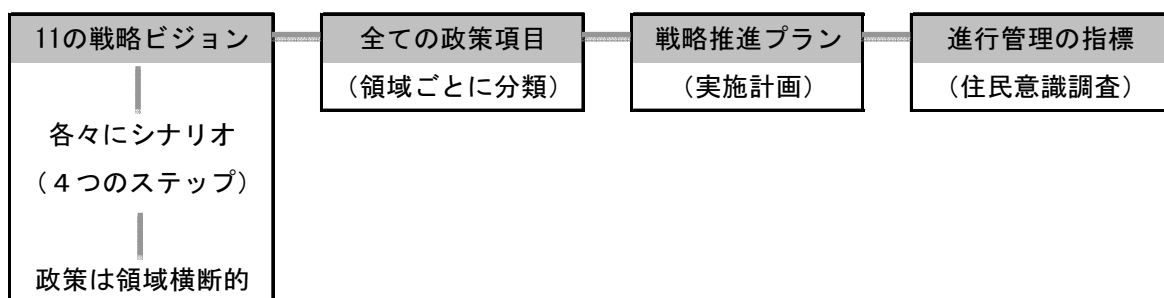 11の戦略ビジョン
各々にシナリオ
（４つのステップ）
政策は領域横断的
全ての政策項目
（領域ごとに分類）
戦略推進プラン
（実施計画）
進行管理の指標
（住民意識調査）